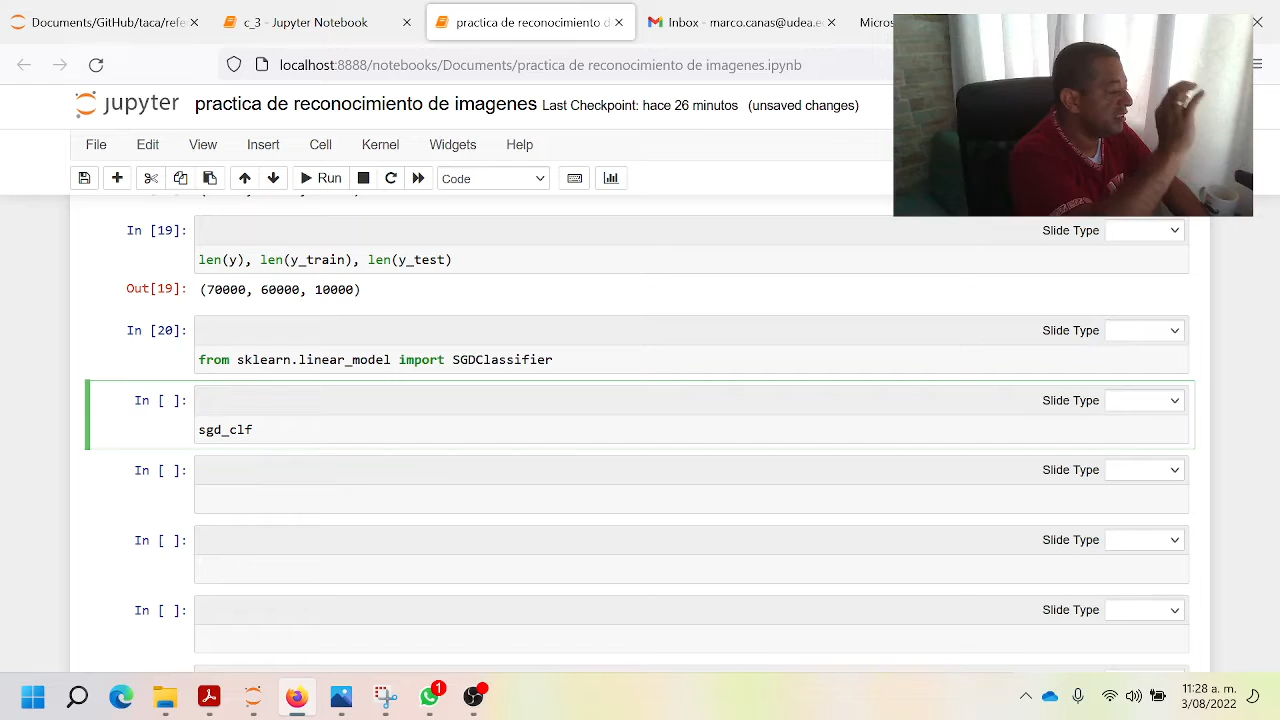 Documents/GitHub/taca/refe
c_3 - Jupyter Notebook
practica de reconocimiento d
Inbox - marco.canas@udea.ec
Micros
localhost:8888/notebooks/Documents/practica de reconocimiento de imagenes.ipynb
jupyter practica de reconocimiento de imagenes Last Checkpoint: hace 26 minutos (unsaved changes)
File Edit View Insert Cell Kernel Widgets Help
Run Code
In [19]: Slide Type
len(y), len(y_train), len(y_test)
Out[19]: (70000, 60000, 10000)
In [20]: Slide Type
from sklearn.linear_model import SGDClassifier
In [ ]: Slide Type
sgd_clf
In [ ]: Slide Type
In [ ]: Slide Type
In [ ]: Slide Type
1
11:28 a. m.
3/08/2022